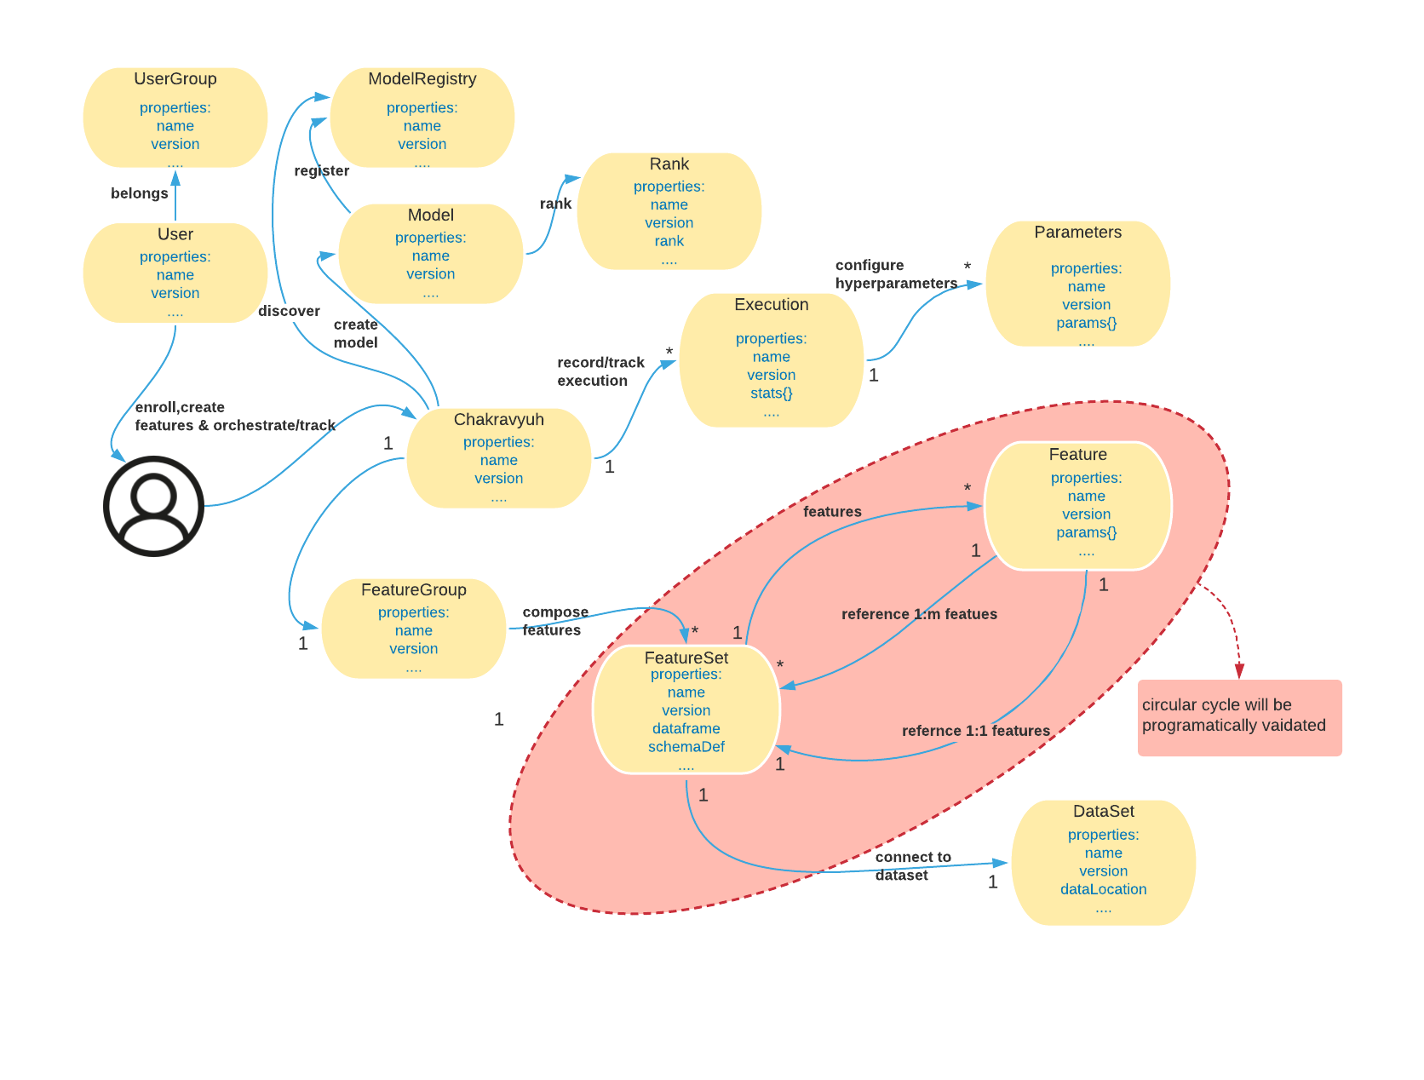 UserGroup
properties:
name
version
....
ModelRegistry
properties:
name
version
....
belongs
register
User
properties:
name
version
....
Model
properties:
name
version
....
rank
Rank
properties:
name
version
rank
....
discover
create
model
Parameters
properties:
name
version
params{}
....
configure
hyperparameters
*
1
Execution
properties:
name
version
stats{}
....
record/track
execution
*
1
enroll,create
features & orchestrate/track
1
Chakravyuh
properties:
name
version
....
Feature
properties:
name
version
params{}
....
features
*
1
1
1
reference 1:m featues
*
refernce 1:1 features
1
FeatureGroup
properties:
name
version
....
1
compose
features
*
FeatureSet
properties:
name
version
dataframe
schemaDef
....
1
1
circular cycle will be
programatically vaidated
connect to
dataset
1
DataSet
properties:
name
version
dataLocation
....